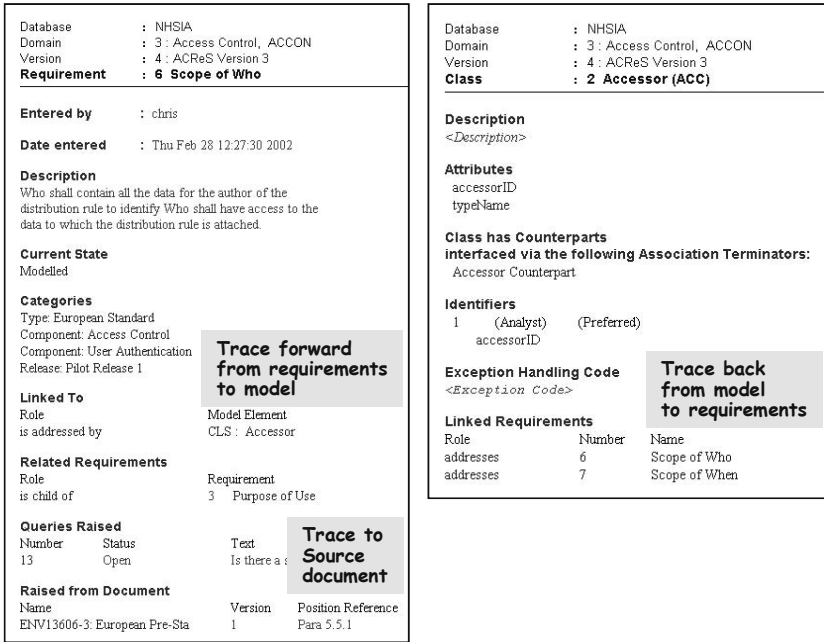 Database : NHSIA
Domain : 3 : Access Control, ACCON
Version : 4 : ACReS Version 3
Requirement : 6 Scope of Who
Entered by : chris
Date entered : Thu Feb 28 12:27:30 2002
Description
Who shall contain all the data for the author of the
distribution rule to identify Who shall have access to the
data to which the distribution rule is attached.
Current State
Modelled
Categories
Type: European Standard
Component: Access Control
Component: User Authentication
Release: Pilot Release 1
Trace forward
from requirements
to model
Linked To
Role Model Element
is addressed by CLS : Accessor
Related Requirements
Role Requirement
is child of 3 Purpose of Use
Queries Raised
Number Status Text
13 Open Is there a s
Trace to
Source
document
Raised from Document
Name Version Position Reference
ENV13606-3: European Pre-Sta 1 Para 5.5.1
Database : NHSIA
Domain : 3 : Access Control, ACCON
Version : 4 : ACReS Version 3
Class : 2 Accessor (ACC)
Description
<Description>
Attributes
accessorID
typeName
Class has Counterparts
interfaced via the following Association Terminators:
Accessor Counterpart
Identifiers
1 (Analyst) (Preferred)
accessorID
Exception Handling Code
<Exception Code>
Trace back
from model
to requirements
Linked Requirements
Role Number Name
addresses 6 Scope of Who
addresses 7 Scope of When